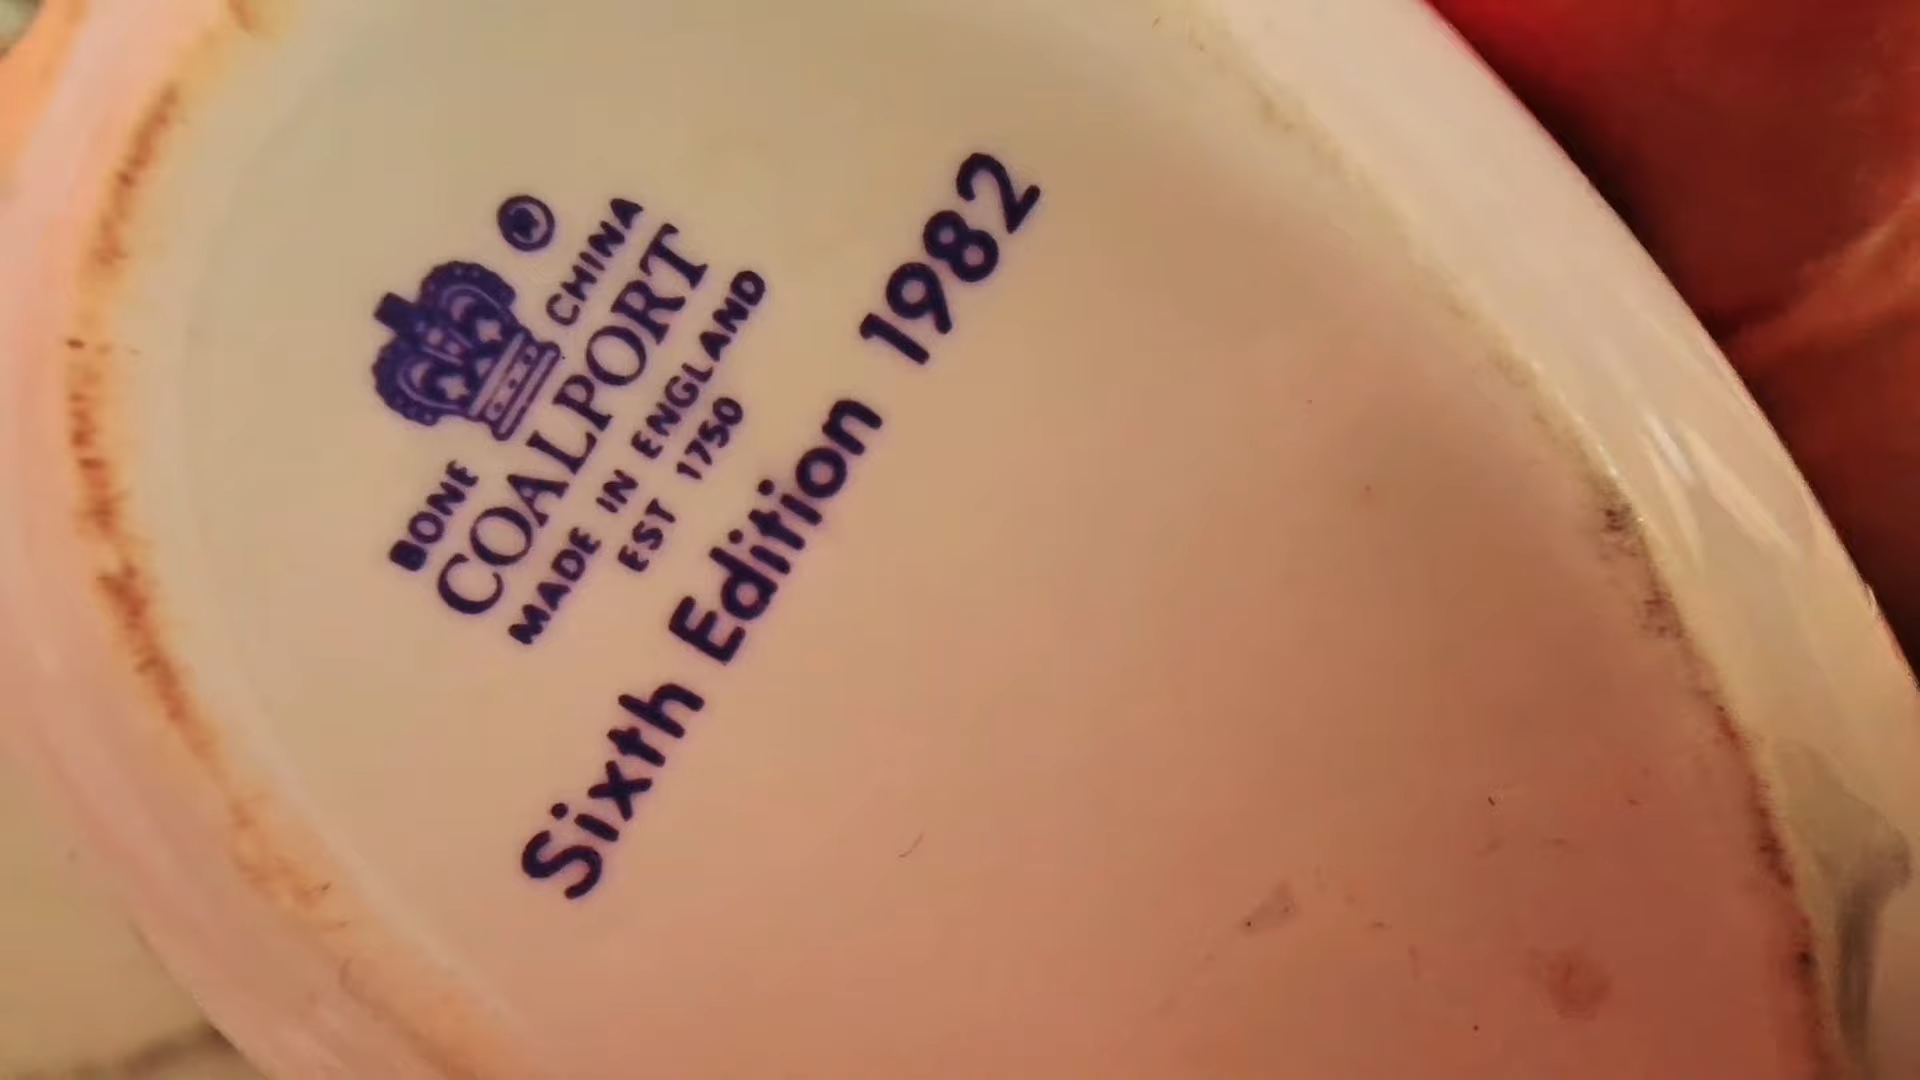 BONE CHINA ®
COALPORT
MADE IN ENGLAND
EST 1750
Sixth Edition 1982